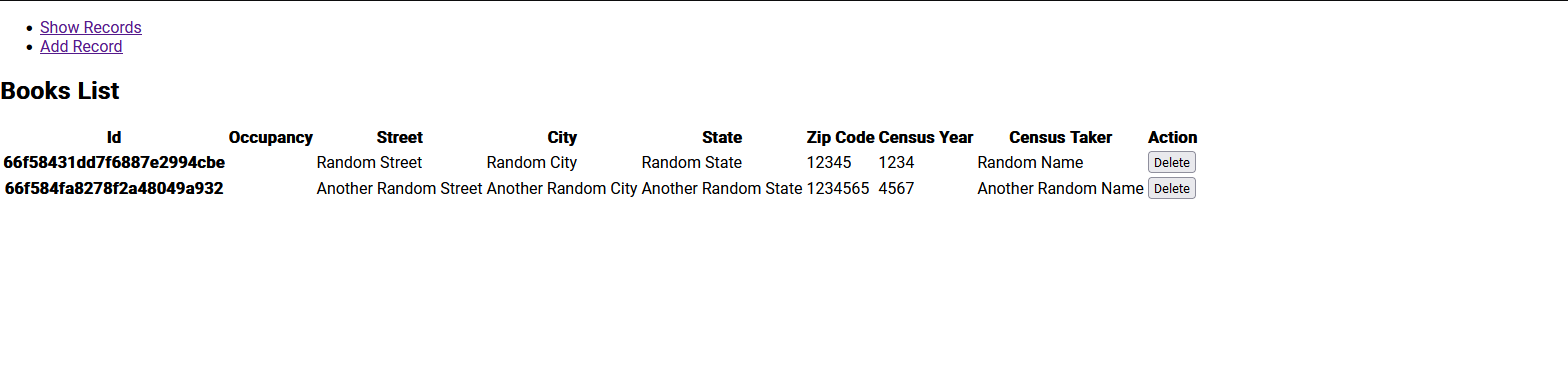 Show Records
Add Record
Books List
Id Occupancy Street City State Zip Code Census Year Census Taker Action
66f58431dd7f6887e2994cbe Random Street Random City Random State 12345 1234 Random Name Delete
66f584fa8278f2a48049a932 Another Random Street Another Random City Another Random State 1234565 4567 Another Random Name Delete